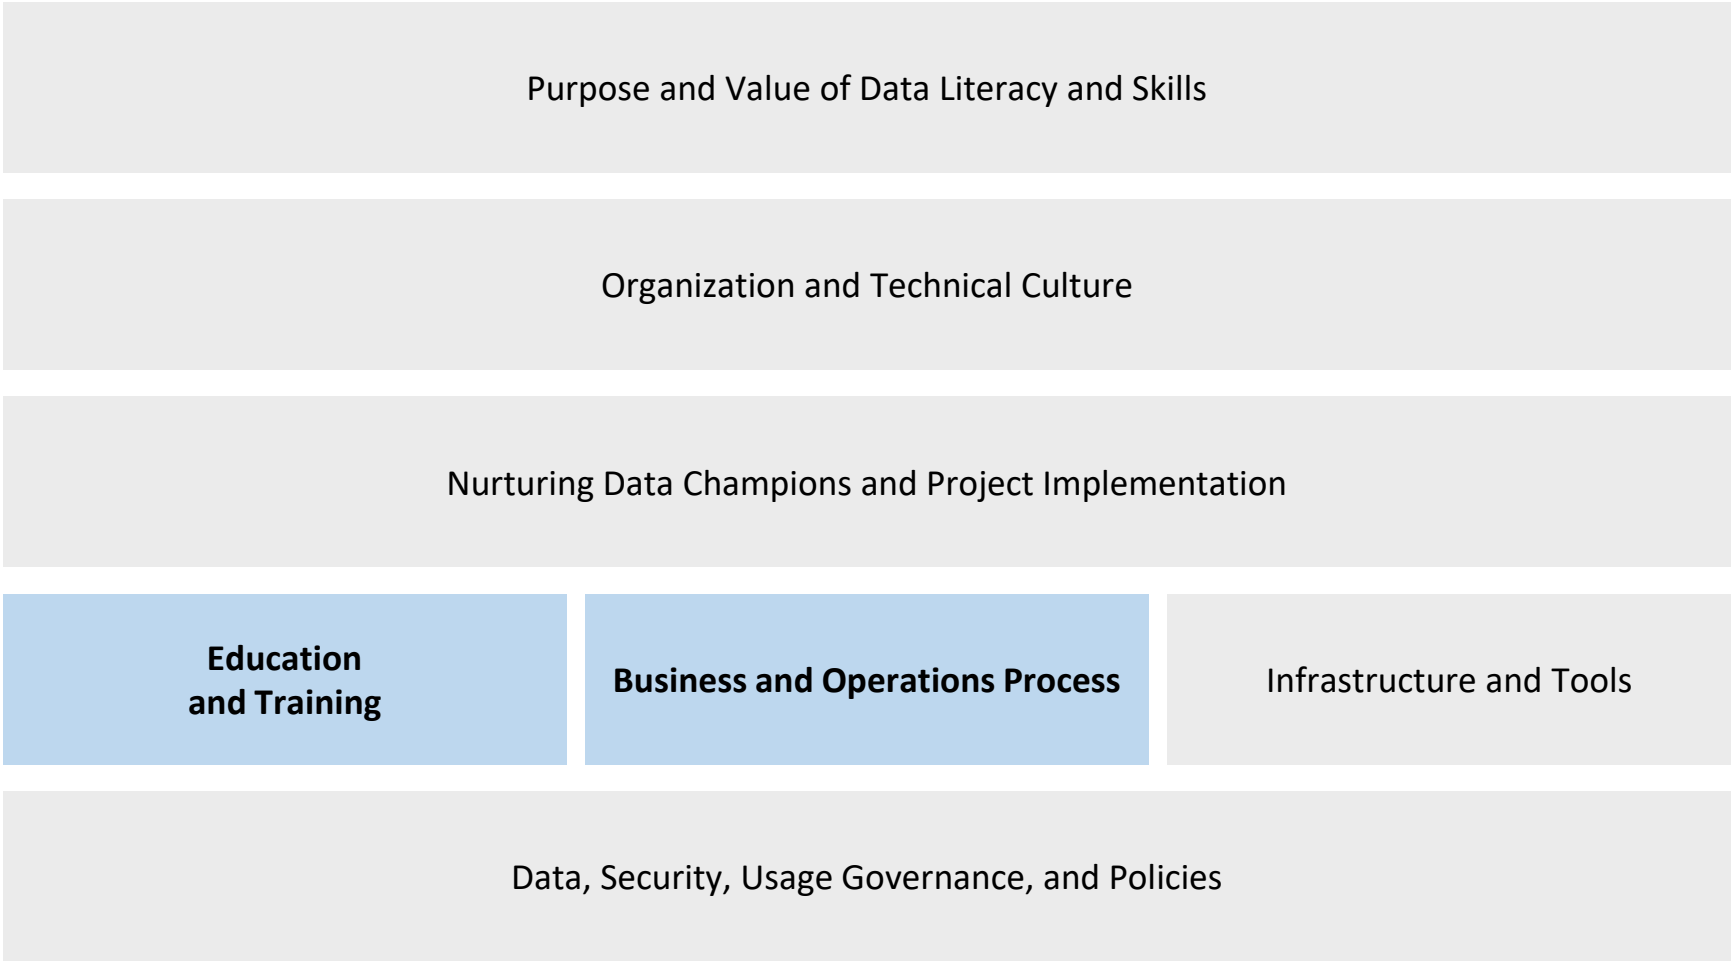 Purpose and Value of Data Literacy and Skills
Organization and Technical Culture
Nurturing Data Champions and Project Implementation
Education
and Training
Business and Operations Process
Infrastructure and Tools
Data, Security, Usage Governance, and Policies